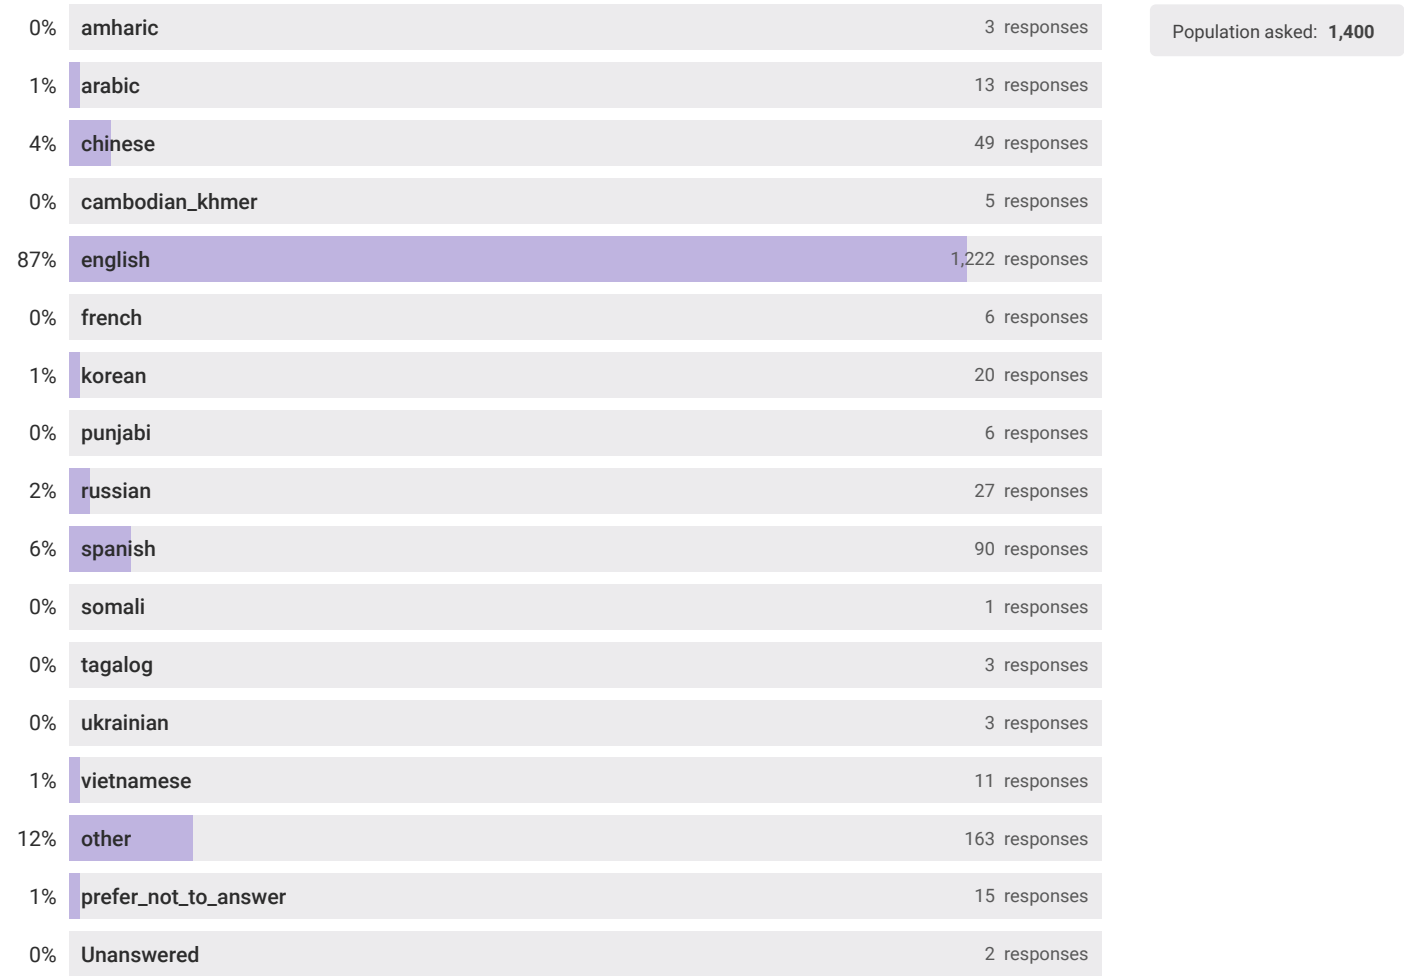 0% amharic 3 responses
Population asked: 1,400
1% arabic 13 responses
4% chinese 49 responses
0% cambodian_khmer 5 responses
87% english 1,222 responses
0% french 6 responses
1% korean 20 responses
0% punjabi 6 responses
2% russian 27 responses
6% spanish 90 responses
0% somali 1 responses
0% tagalog 3 responses
0% ukrainian 3 responses
1% vietnamese 11 responses
12% other 163 responses
1% prefer_not_to_answer 15 responses
0% Unanswered 2 responses